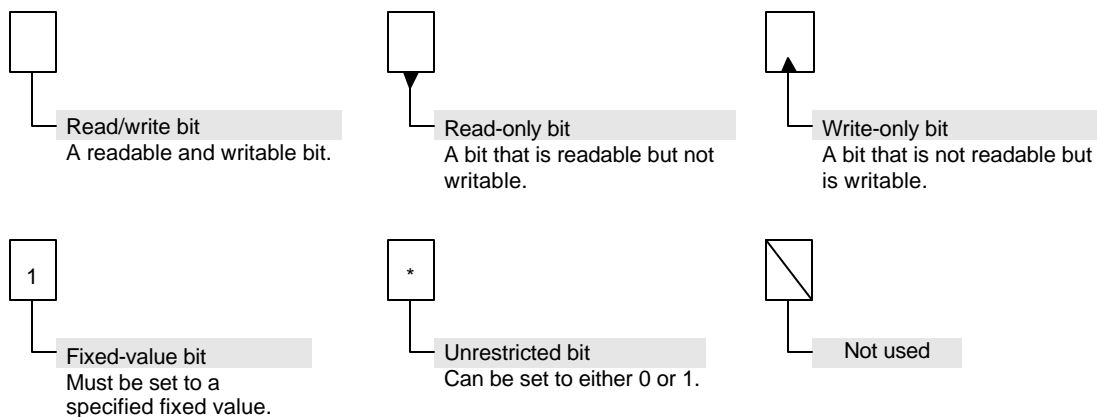 Read/write bit
A readable and writable bit.
Read-only bit
A bit that is readable but not
writable.
Write-only bit
A bit that is not readable but
is writable.
1
Fixed-value bit
Must be set to a
specified fixed value.
*
Unrestricted bit
Can be set to either 0 or 1.
Not used